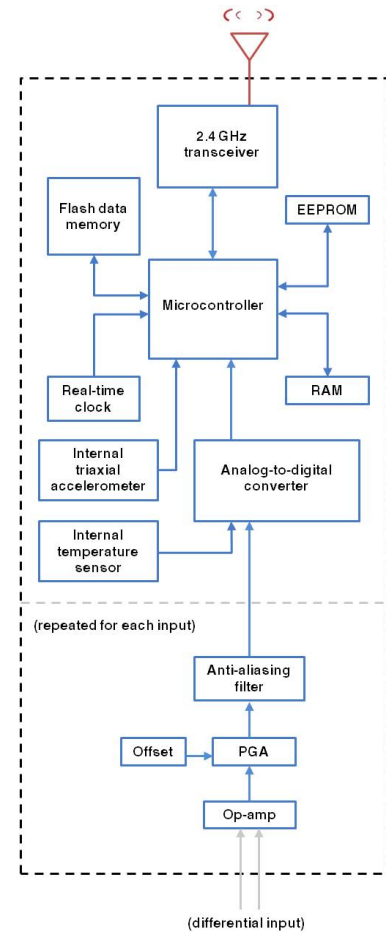 2.4 GHz
transceiver
Flash data
memory
EEPROM
Microcontroller
Real-time
clock
RAM
Internal
triaxial
accelerometer
Analog-to-digital
converter
Internal
temperature
sensor
(repeated for each input)
Anti-aliasing
filter
Offset
PGA
Op-amp
(differential input)